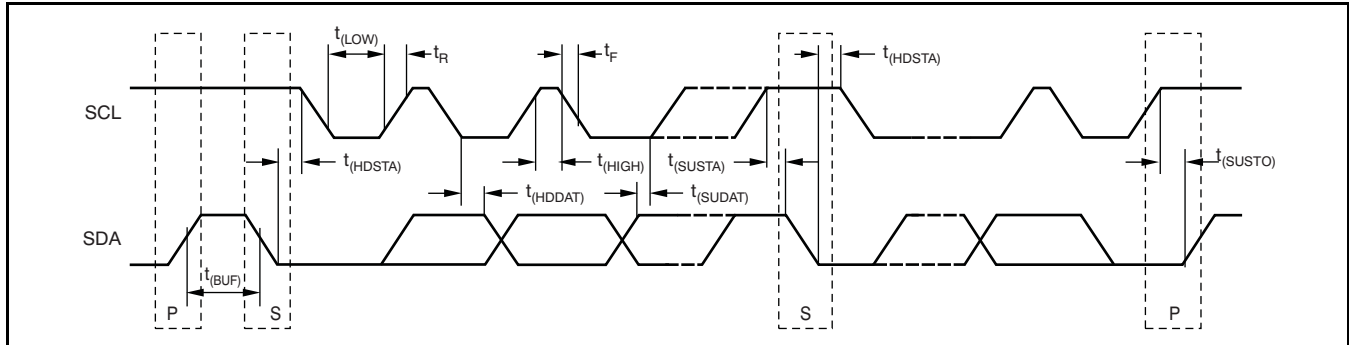 t(LOW)
tR
tF
t(HDSTA)
SCL
t(HDSTA)
t(HIGH)
t(SUSTA)
t(SUSTO)
t(HDDAT)
t(SUDAT)
SDA
t(BUF)
P
S
S
P